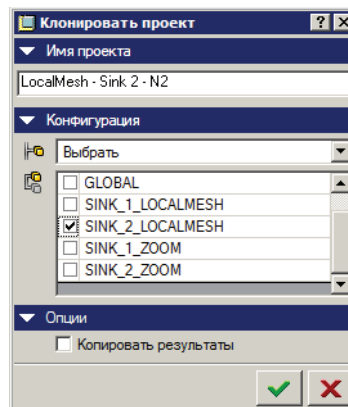 Клонировать проект
Имя проекта
LocalMesh - Sink 2 - N2
Конфигурация
Выбрать
GLOBAL
SINK_1_LOCALMESH
SINK_2_LOCALMESH
SINK_1_ZOOM
SINK_2_ZOOM
Опции
Копировать результаты